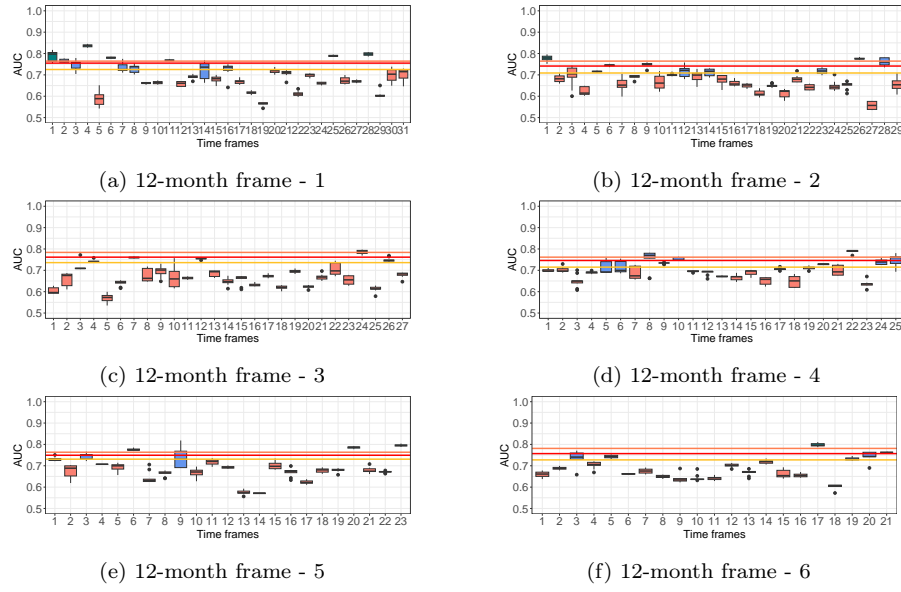 1.0
0.9
0.8
0.7
0.6
0.5
AUC
1 2 3 4 5 6 7 8 9 10 11 12 13 14 15 16 17 18 19 20 21 22 23 24 25 26 27 28 29 30 31
Time frames
(a) 12-month frame - 1
1.0
0.9
0.8
0.7
0.6
0.5
AUC
1 2 3 4 5 6 7 8 9 10 11 12 13 14 15 16 17 18 19 20 21 22 23 24 25 26 27 28 29
Time frames
(b) 12-month frame - 2
1.0
0.9
0.8
0.7
0.6
0.5
AUC
1 2 3 4 5 6 7 8 9 10 11 12 13 14 15 16 17 18 19 20 21 22 23 24 25 26 27
Time frames
(c) 12-month frame - 3
1.0
0.9
0.8
0.7
0.6
0.5
AUC
1 2 3 4 5 6 7 8 9 10 11 12 13 14 15 16 17 18 19 20 21 22 23 24 25
Time frames
(d) 12-month frame - 4
1.0
0.9
0.8
0.7
0.6
0.5
AUC
1 2 3 4 5 6 7 8 9 10 11 12 13 14 15 16 17 18 19 20 21 22 23
Time frames
(e) 12-month frame - 5
1.0
0.9
0.8
0.7
0.6
0.5
AUC
1 2 3 4 5 6 7 8 9 10 11 12 13 14 15 16 17 18 19 20 21
Time frames
(f) 12-month frame - 6